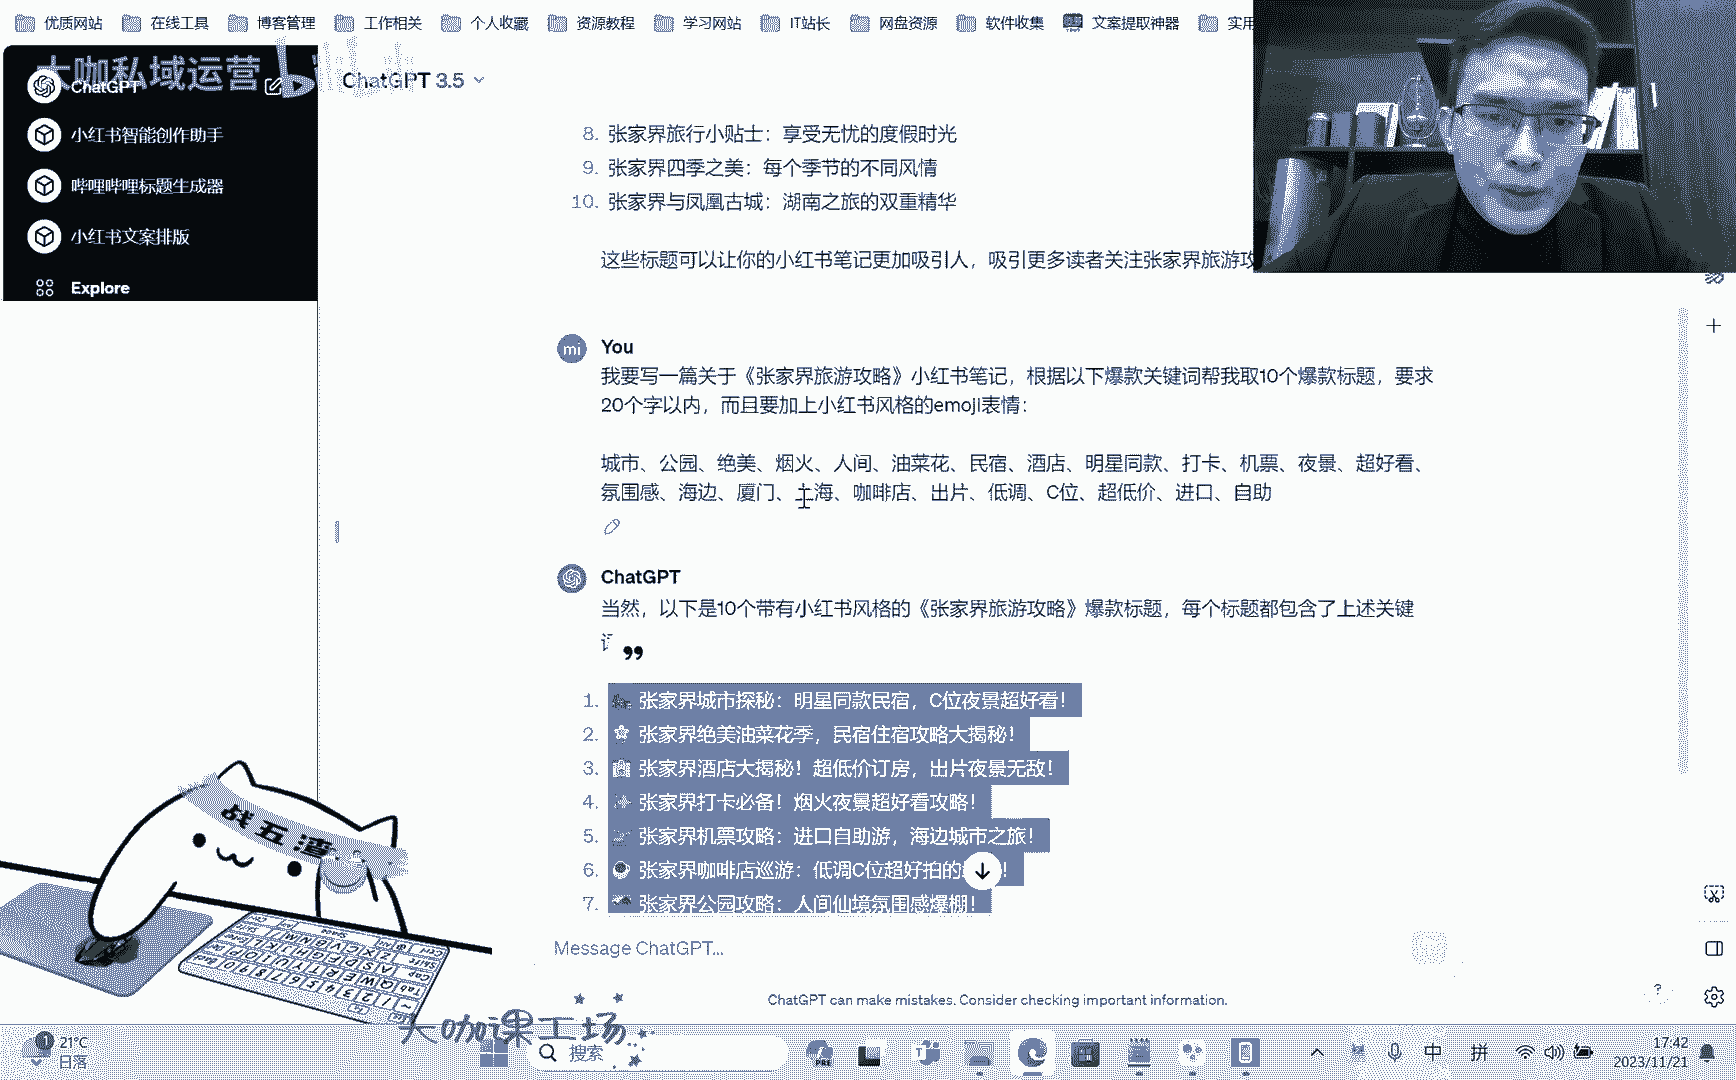 优质网站 在线工具 博客管理 工作相关 个人收藏 资源教程 学习网站 IT站长 网盘资源 软件收集 文案提取神器 实用
大咖私域运营 bilibili
ChatGPT
ChatGPT 3.5
小红书智能创作助手
哔哩哔哩标题生成器
小红书文案排版
Explore
8. 张家界旅行小贴士：享受无忧的度假时光
9. 张家界四季之美：每个季节的不同风情
10. 张家界与凤凰古城：湖南之旅的双重精华
这些标题可以让你的小红书笔记更加吸引人，吸引更多读者关注张家界旅游攻
mi You
我要写一篇关于《张家界旅游攻略》小红书笔记，根据以下爆款关键词帮我取10个爆款标题，要求
20个字以内，而且要加上小红书风格的emoji表情：
城市、公园、绝美、烟火、人间、油菜花、民宿、酒店、明星同款、打卡、机票、夜景、超好看、
氛围感、海边、厦门、上海、咖啡店、出片、低调、C位、超低价、进口、自助
ChatGPT
当然，以下是10个带有小红书风格的《张家界旅游攻略》爆款标题，每个标题都包含了上述关键
1. 张家界城市探秘：明星同款民宿，C位夜景超好看！
2. 🌸 张家界绝美油菜花季，民宿住宿攻略大揭秘！
3. 🏨 张家界酒店大揭秘！超低价订房，出片夜景无敌！
4. ✨ 张家界打卡必备！烟火夜景超好看攻略！
5. 张家界机票攻略：进口自助游，海边城市之旅！
6. 张家界咖啡店巡游：低调C位超好拍的 ！
7. 张家界公园攻略：人间仙境氛围感爆棚！
Message ChatGPT...
ChatGPT can make mistakes. Consider checking important information.
?
战五渣
大咖课工场
1 21°C
日落
搜索
中 拼
17:42
2023/11/21